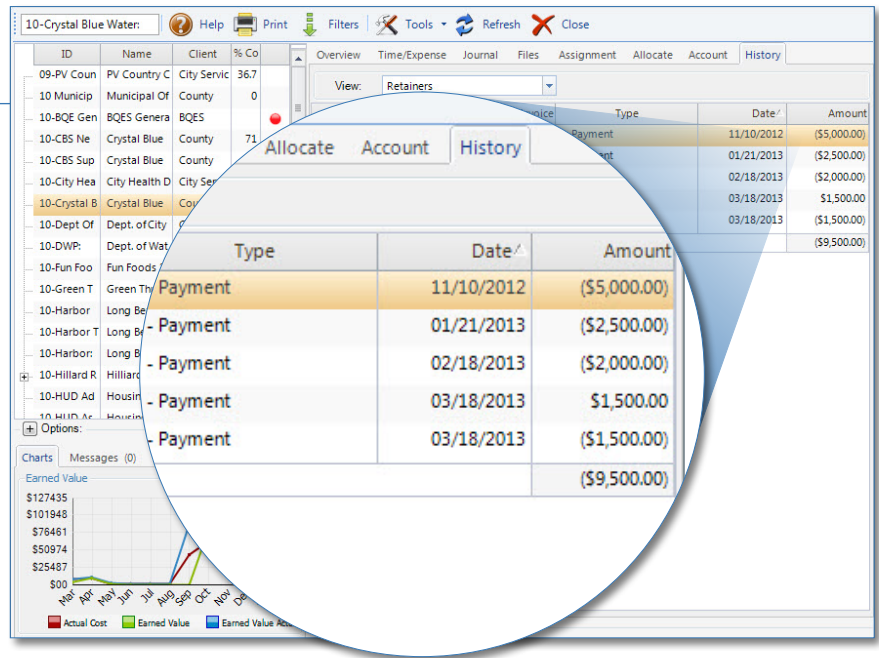 10-Crystal Blue Water: Help Print Filters Tools Refresh Close
ID Name Client % Co
09-PV Coun PV Country C City Servic 36.7
10 Municip Municipal Of County 0
10-BQE Gen BQES Genera BQES
10-CBS Ne Crystal Blue County 71
10-CBS Sup Crystal Blue County
10-City Hea City Health D City Ser
10-Crystal B Crystal Blue Cou
10-Dept Of Dept. of City
10-DWP: Dept. of Wat
10-Fun Foo Fun Foods
10-Green T Green Th
10-Harbor Long Be
10-Harbor T Long Be
10-Harbor: Long B
10-Hillard R Hilliard
10-HUD Ad Housin
10 HUD As Housin
Options:
Charts Messages (0)
Earned Value
$127435
$101948
$76461
$50974
$25487
$00
Mar Apr May Jun Jul Aug Sep Oct Nov De
Actual Cost Earned Value Earned Value Actu
Overview Time/Expense Journal Files Assignment Allocate Account History
View: Retainers
oice Type Date Amount
Payment 11/10/2012 ($5,000.00)
ent 01/21/2013 ($2,500.00)
02/18/2013 ($2,000.00)
03/18/2013 $1,500.00
03/18/2013 ($1,500.00)
($9,500.00)
Allocate Account History
Type Date Amount
Payment 11/10/2012 ($5,000.00)
- Payment 01/21/2013 ($2,500.00)
- Payment 02/18/2013 ($2,000.00)
- Payment 03/18/2013 $1,500.00
- Payment 03/18/2013 ($1,500.00)
($9,500.00)